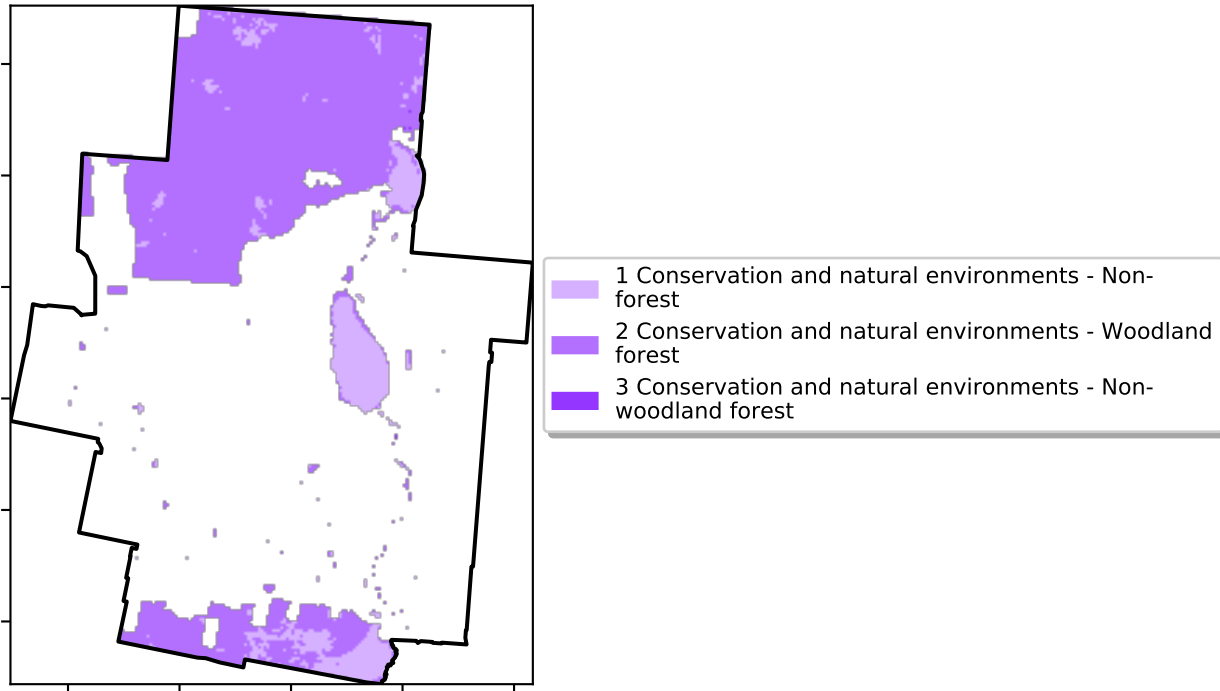 1 Conservation and natural environments - Non-
forest
2 Conservation and natural environments - Woodland
forest
3 Conservation and natural environments - Non-
woodland forest